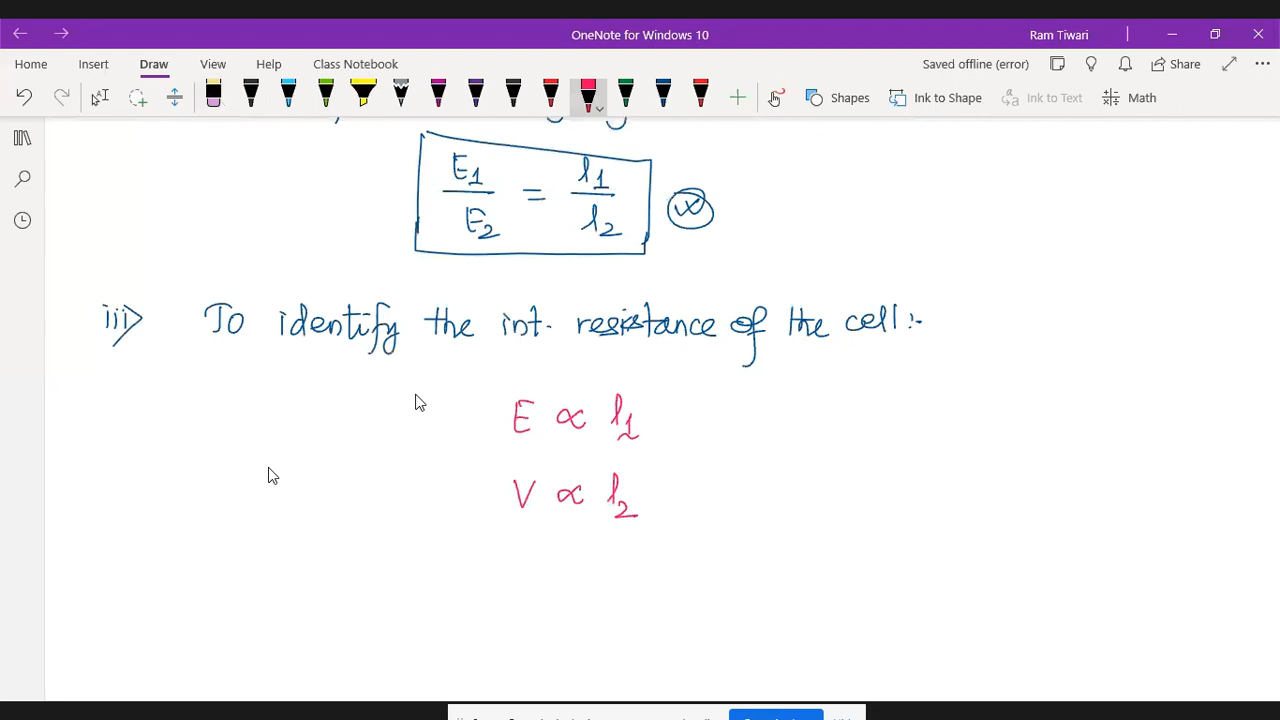 OneNote for Windows 10
Ram Tiwari
Home Insert Draw View Help Class Notebook
Saved offline (error) Share
Shapes Ink to Shape Ink to Text Math
E1/E2 = l1/l2
iii) To identify the int. resistance of the cell :-
E ∝ l1
V ∝ l2